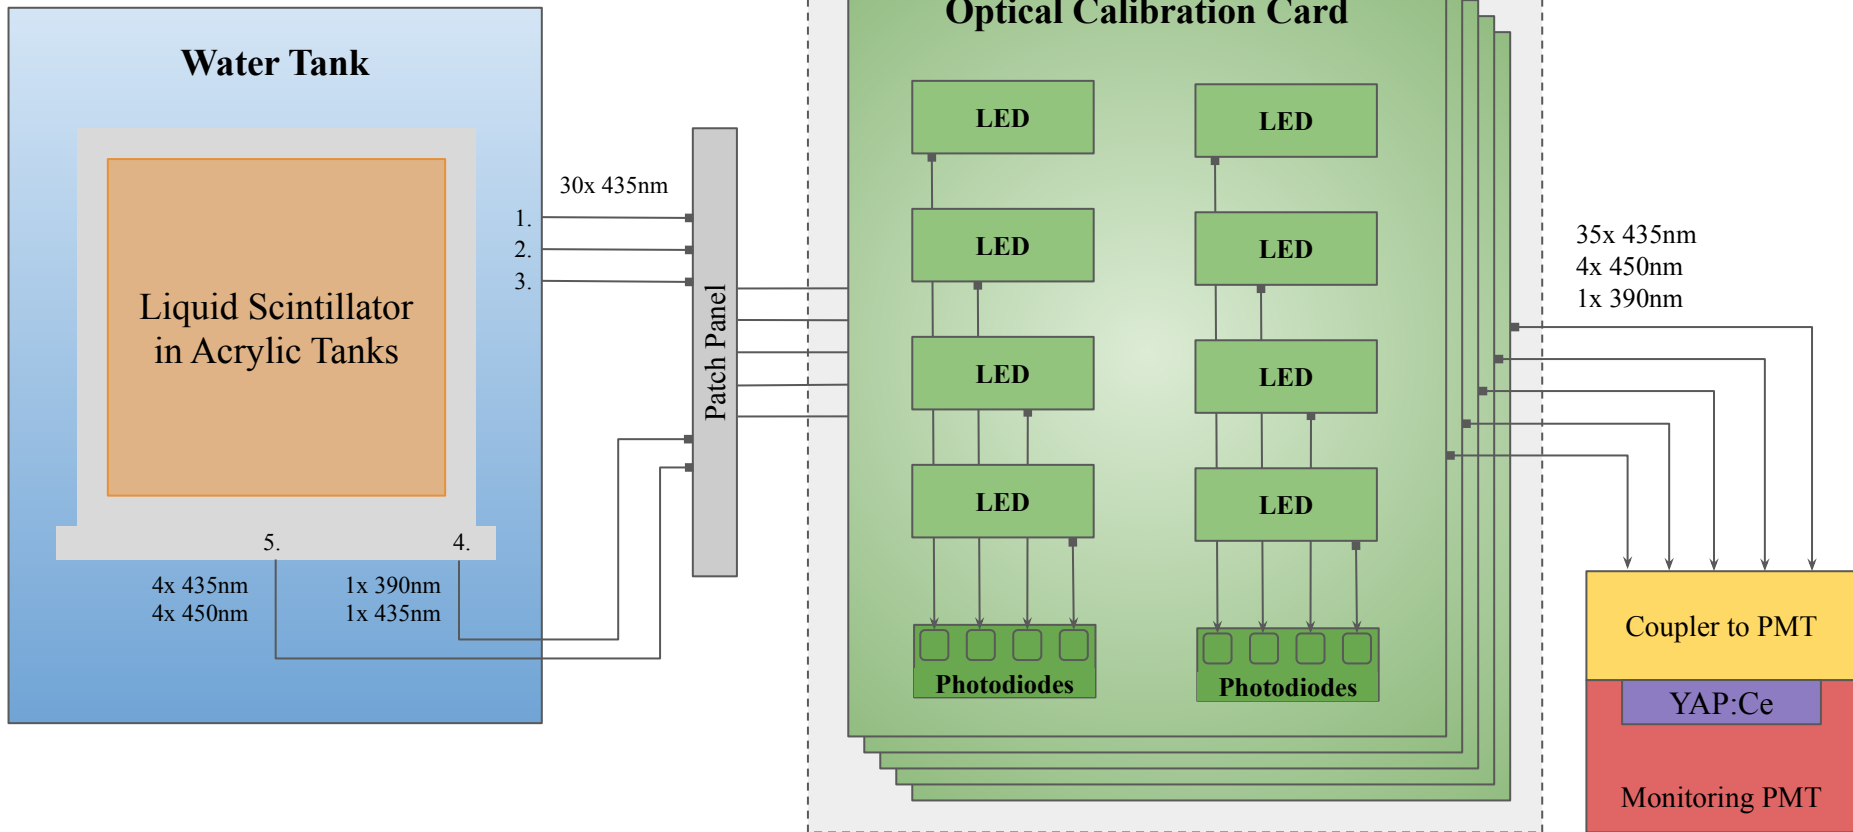 Optical Calibration Card
Water Tank
30x 435nm
1.
2.
3.
Liquid Scintillator
in Acrylic Tanks
5.
4.
4x 435nm
4x 450nm
1x 390nm
1x 435nm
Patch Panel
LED
LED
LED
LED
Photodiodes
LED
LED
LED
LED
Photodiodes
35x 435nm
4x 450nm
1x 390nm
Coupler to PMT
YAP:Ce
Monitoring PMT